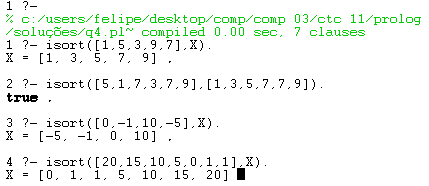 1 ?-
% c:/users/felipe/desktop/comp/comp 03/ctc 11/prolog
/soluções/q4.pl~ compiled 0.00 sec, 7 clauses
1 ?- isort([1,5,3,9,7],X).
X = [1, 3, 5, 7, 9] ,
2 ?- isort([5,1,7,3,7,9],[1,3,5,7,7,9]).
true ,
3 ?- isort([0,-1,10,-5],X).
X = [-5, -1, 0, 10] ,
4 ?- isort([20,15,10,5,0,1,1],X).
X = [0, 1, 1, 5, 10, 15, 20]